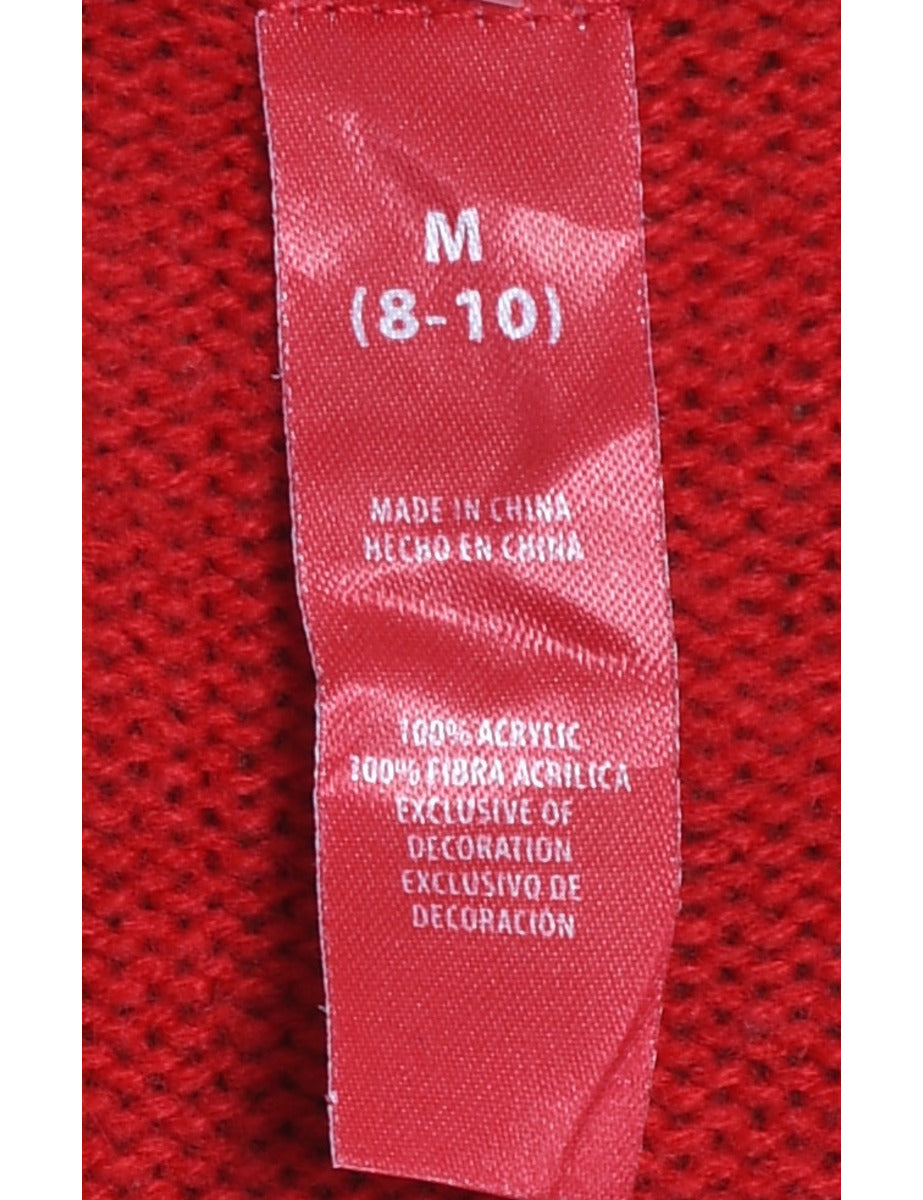 M
(8-10)
MADE IN CHINA
HECHO EN CHINA
100% ACRYLIC
100% FIBRA ACRILICA
EXCLUSIVE OF
DECORATION
EXCLUSIVO DE
DECORACIÓN